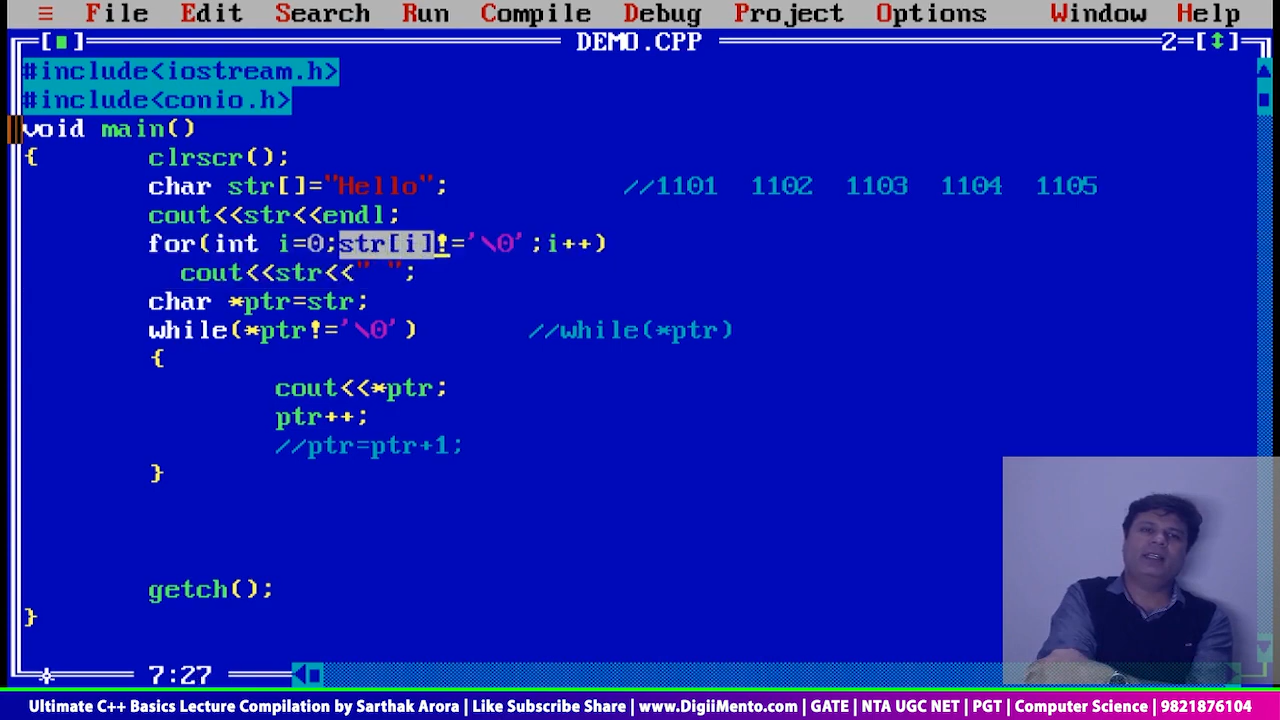 ≡ File Edit Search Run Compile Debug Project Options Window Help
[■] DEMO.CPP 2=[↕]
#include<iostream.h>
#include<conio.h>
void main()
{ clrscr();
char str[]="Hello"; //1101 1102 1103 1104 1105
cout<<str<<endl;
for(int i=0;str[i]!='\0';i++)
cout<<str<<" ";
char *ptr=str;
while(*ptr!='\0') //while(*ptr)
{
cout<<*ptr;
ptr++;
//ptr=ptr+1;
}
getch();
}
7:27
Ultimate C++ Basics Lecture Compilation by Sarthak Arora | Like Subscribe Share | www.DigiiMento.com | GATE | NTA UGC NET | PGT | Computer Science | 9821876104